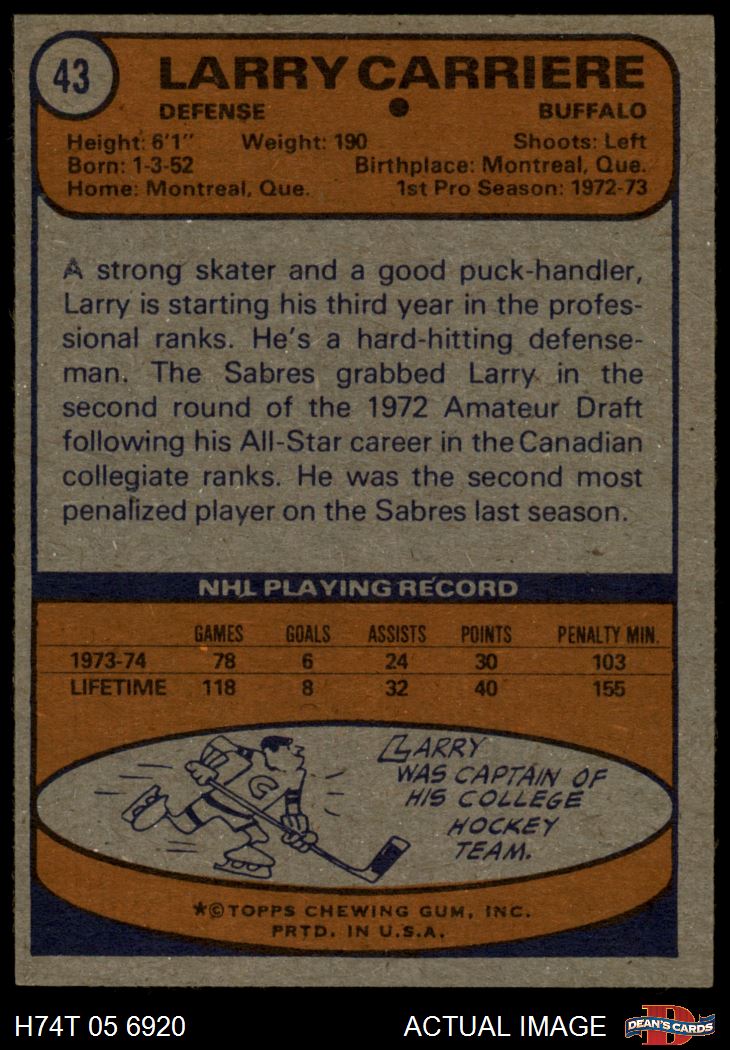 43
LARRY CARRIERE
DEFENSE ● BUFFALO
Height: 6'1" Weight: 190 Shoots: Left
Born: 1-3-52 Birthplace: Montreal, Que.
Home: Montreal, Que. 1st Pro Season: 1972-73
A strong skater and a good puck-handler,
Larry is starting his third year in the profes-
sional ranks. He's a hard-hitting defense-
man. The Sabres grabbed Larry in the
second round of the 1972 Amateur Draft
following his All-Star career in the Canadian
collegiate ranks. He was the second most
penalized player on the Sabres last season.
NHL PLAYING RECORD
GAMES GOALS ASSISTS POINTS PENALTY MIN.
1973-74 78 6 24 30 103
LIFETIME 118 8 32 40 155
C
LARRY
WAS CAPTAIN OF
HIS COLLEGE
HOCKEY
TEAM.
★©TOPPS CHEWING GUM, INC.
PRTD. IN U.S.A.
H74T 05 6920 ACTUAL IMAGE
D
DEAN'S CARDS